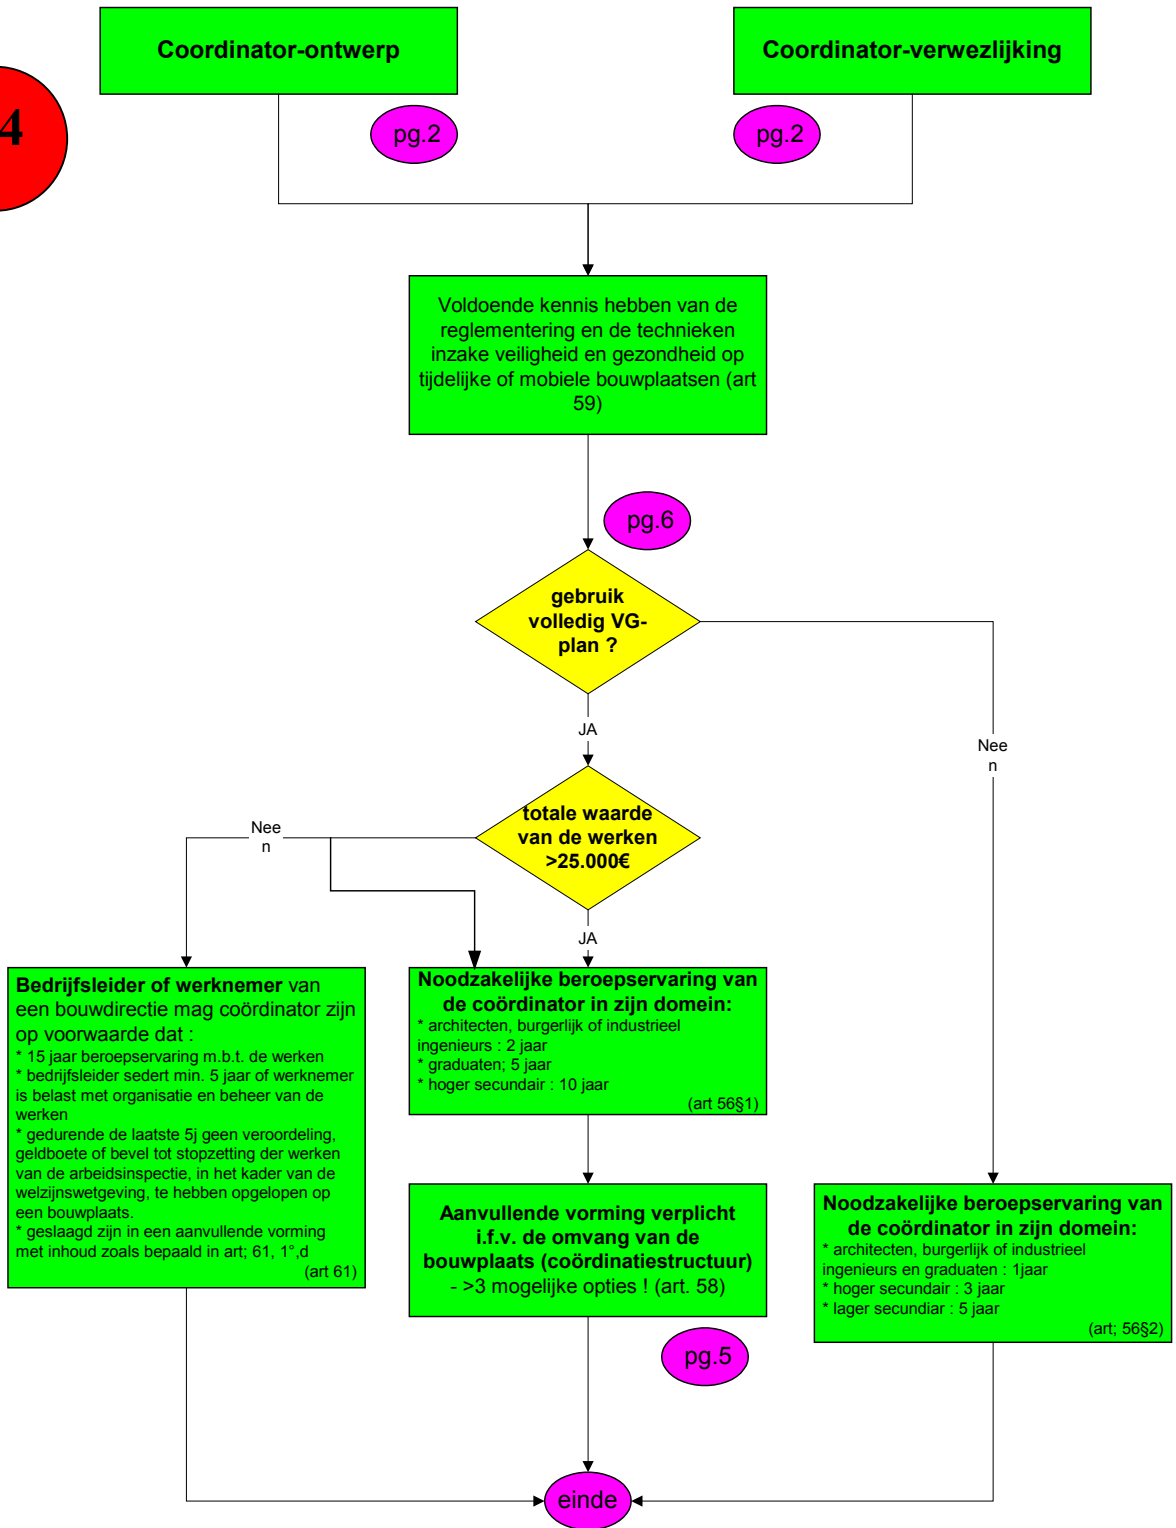 Coordinator-ontwerp
Coordinator-verwezlijking
4
pg.2
pg.2
Voldoende kennis hebben van de
reglementering en de technieken
inzake veiligheid en gezondheid op
tijdelijke of mobiele bouwplaatsen (art
59)
pg.6
gebruik
volledig VG-
plan ?
JA
Nee
n
totale waarde
van de werken
>25.000€
Nee
n
JA
Bedrijfsleider of werknemer van
een bouwdirectie mag coördinator zijn
op voorwaarde dat :
* 15 jaar beroepservaring m.b.t. de werken
* bedrijfsleider sedert min. 5 jaar of werknemer
is belast met organisatie en beheer van de
werken
* gedurende de laatste 5j geen veroordeling,
geldboete of bevel tot stopzetting der werken
van de arbeidsinspectie, in het kader van de
welzijnswetgeving, te hebben opgelopen op
een bouwplaats.
* geslaagd zijn in een aanvullende vorming
met inhoud zoals bepaald in art; 61, 1°,d
(art 61)
Noodzakelijke beroepservaring van
de coördinator in zijn domein:
* architecten, burgerlijk of industrieel
ingenieurs : 2 jaar
* graduaten; 5 jaar
* hoger secundair : 10 jaar
(art 56§1)
Aanvullende vorming verplicht
i.f.v. de omvang van de
bouwplaats (coördinatiestructuur)
- >3 mogelijke opties ! (art. 58)
Noodzakelijke beroepservaring van
de coördinator in zijn domein:
* architecten, burgerlijk of industrieel
ingenieurs en graduaten : 1jaar
* hoger secundair : 3 jaar
* lager secundiar : 5 jaar
(art; 56§2)
pg.5
einde